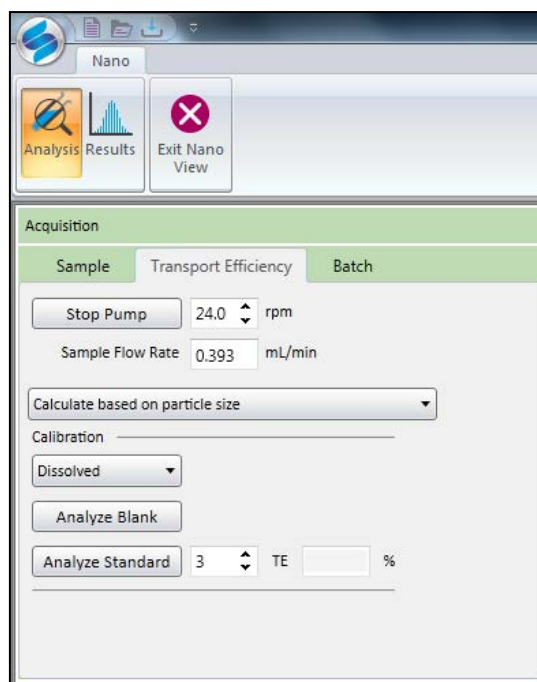 Nano
Analysis Results Exit Nano View
Acquisition
Sample Transport Efficiency Batch
Stop Pump 24.0 rpm
Sample Flow Rate 0.393 mL/min
Calculate based on particle size
Calibration
Dissolved
Analyze Blank
Analyze Standard 3 TE %